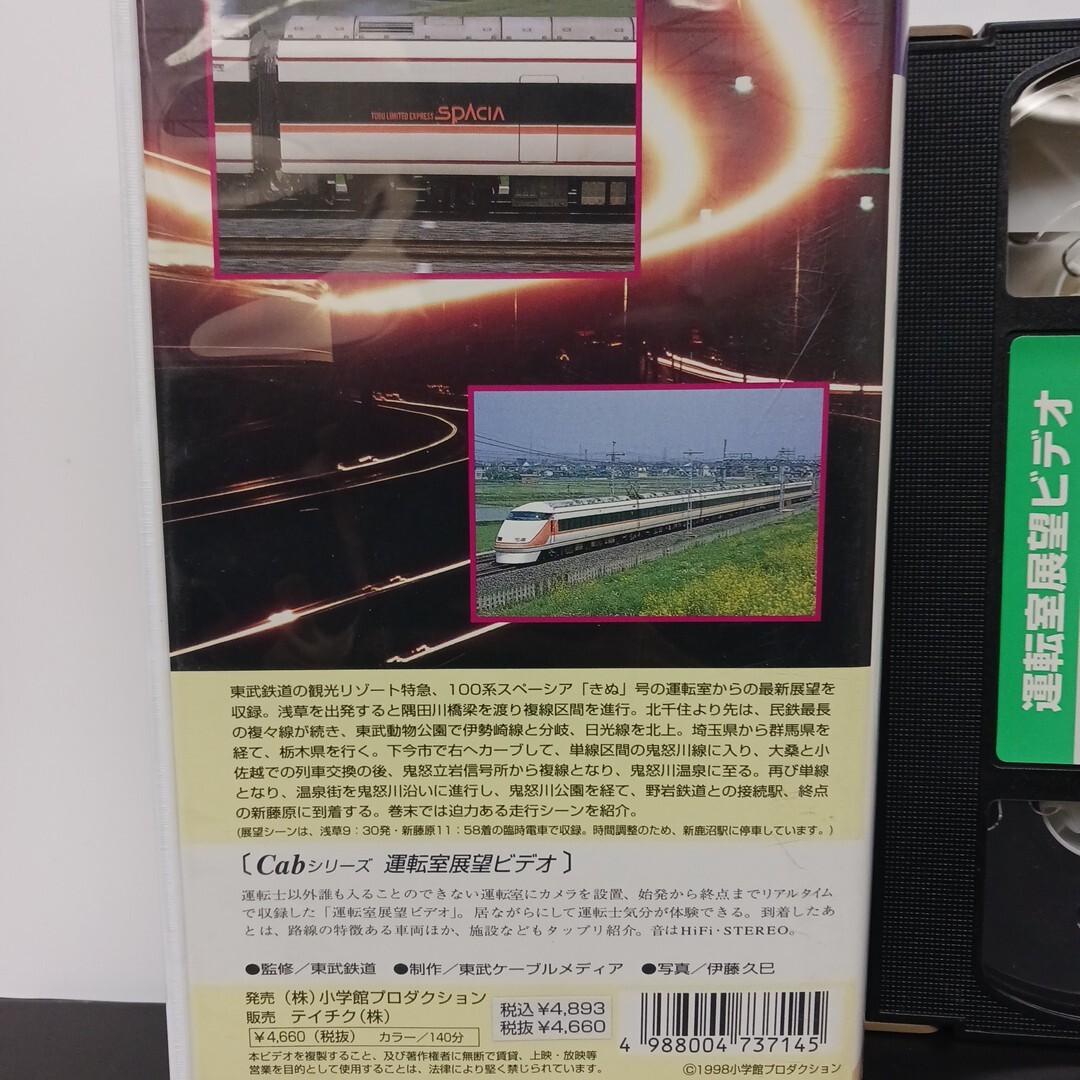 TOBU LIMITED EXPRESS SPACIA
東武鉄道の観光リゾート特急、100系スペーシア「きぬ」号の運転室からの最新展望を
収録。浅草を出発すると隅田川橋梁を渡り複線区間を進行。北千住より先は、民鉄最長
の複々線が続き、東武動物公園で伊勢崎線と分岐、日光線を北上。埼玉県から群馬県を
経て、栃木県を行く。下今市で右へカーブして、単線区間の鬼怒川線に入り、大桑と小
佐越での列車交換の後、鬼怒立岩信号所から複線となり、鬼怒川温泉に至る。再び単線
となり、温泉街を鬼怒川沿いに進行し、鬼怒川公園を経て、野岩鉄道との接続駅、終点
の新藤原に到着する。巻末では迫力ある走行シーンを紹介。
(展望シーンは、浅草9：30発・新藤原11：58着の臨時電車で収録。時間調整のため、新鹿沼駅に停車しています。)
〔Cabシリーズ 運転室展望ビデオ〕
運転士以外誰も入ることのできない運転室にカメラを設置、始発から終点までリアルタイム
で収録した「運転室展望ビデオ」。居ながらにして運転士気分が体験できる。到着したあ
とは、路線の特徴ある車両ほか、施設などもタップリ紹介。音はHiFi・STEREO。
●監修／東武鉄道 ●制作／東武ケーブルメディア ●写真／伊藤久巳
発売 (株)小学館プロダクション
販売 テイチク(株)
¥4,660（税抜） カラー／140分
税込¥4,893
税抜¥4,660
4 988004 737145
本ビデオを複製すること、及び著作権者に無断で賃貸、上映・放映等
営業を目的として使用することは、法律により堅く禁じられています。
©1998小学館プロダクション
運転室展望ビデオ